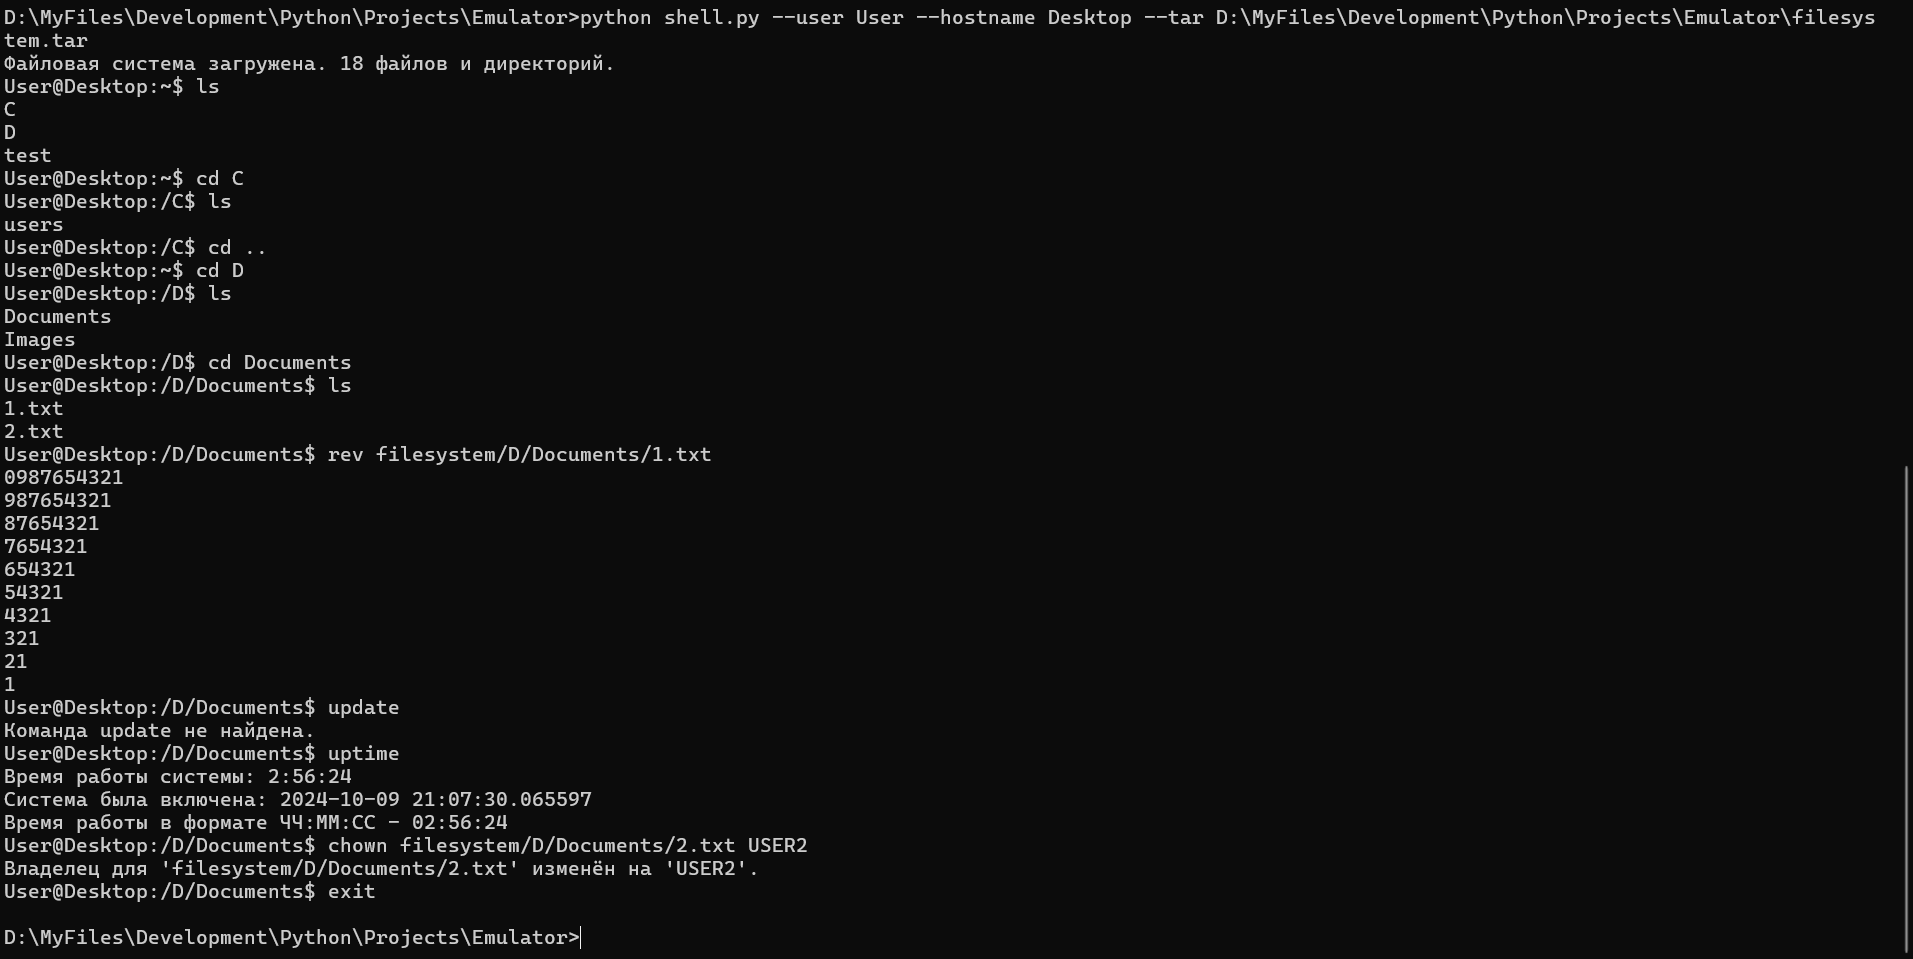 D:\MyFiles\Development\Python\Projects\Emulator>python shell.py --user User --hostname Desktop --tar D:\MyFiles\Development\Python\Projects\Emulator\filesys
tem.tar
Файловая система загружена. 18 файлов и директорий.
User@Desktop:~$ ls
C
D
test
User@Desktop:~$ cd C
User@Desktop:/C$ ls
users
User@Desktop:/C$ cd ..
User@Desktop:~$ cd D
User@Desktop:/D$ ls
Documents
Images
User@Desktop:/D$ cd Documents
User@Desktop:/D/Documents$ ls
1.txt
2.txt
User@Desktop:/D/Documents$ rev filesystem/D/Documents/1.txt
0987654321
987654321
87654321
7654321
654321
54321
4321
321
21
1
User@Desktop:/D/Documents$ update
Команда update не найдена.
User@Desktop:/D/Documents$ uptime
Время работы системы: 2:56:24
Система была включена: 2024-10-09 21:07:30.065597
Время работы в формате ЧЧ:ММ:СС - 02:56:24
User@Desktop:/D/Documents$ chown filesystem/D/Documents/2.txt USER2
Владелец для 'filesystem/D/Documents/2.txt' изменён на 'USER2'.
User@Desktop:/D/Documents$ exit
D:\MyFiles\Development\Python\Projects\Emulator>